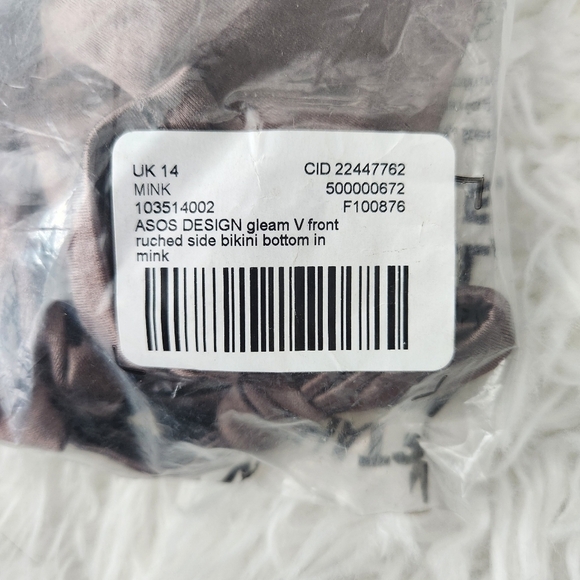 UK 14 CID 22447762
MINK 500000672
103514002 F100876
ASOS DESIGN gleam V front
ruched side bikini bottom in
mink